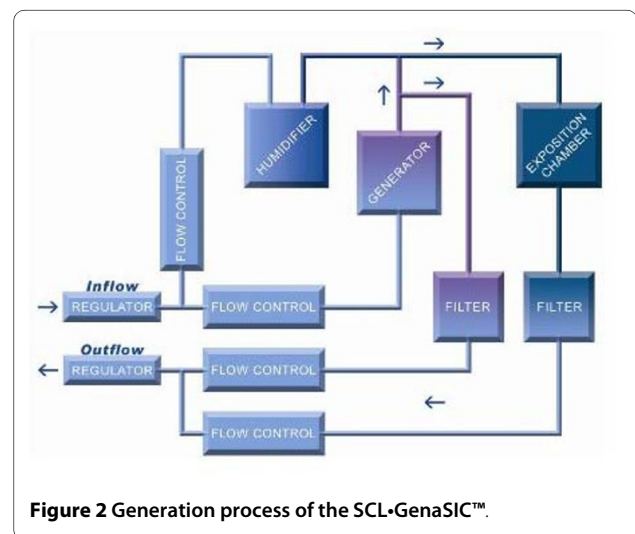 HUMIDIFIER
GENERATOR
EXPOSITION
CHAMBER
FLOW CONTROL
Inflow
REGULATOR
FLOW CONTROL
FILTER
FILTER
Outflow
REGULATOR
FLOW CONTROL
FLOW CONTROL
Figure 2 Generation process of the SCL•GenaSIC™.